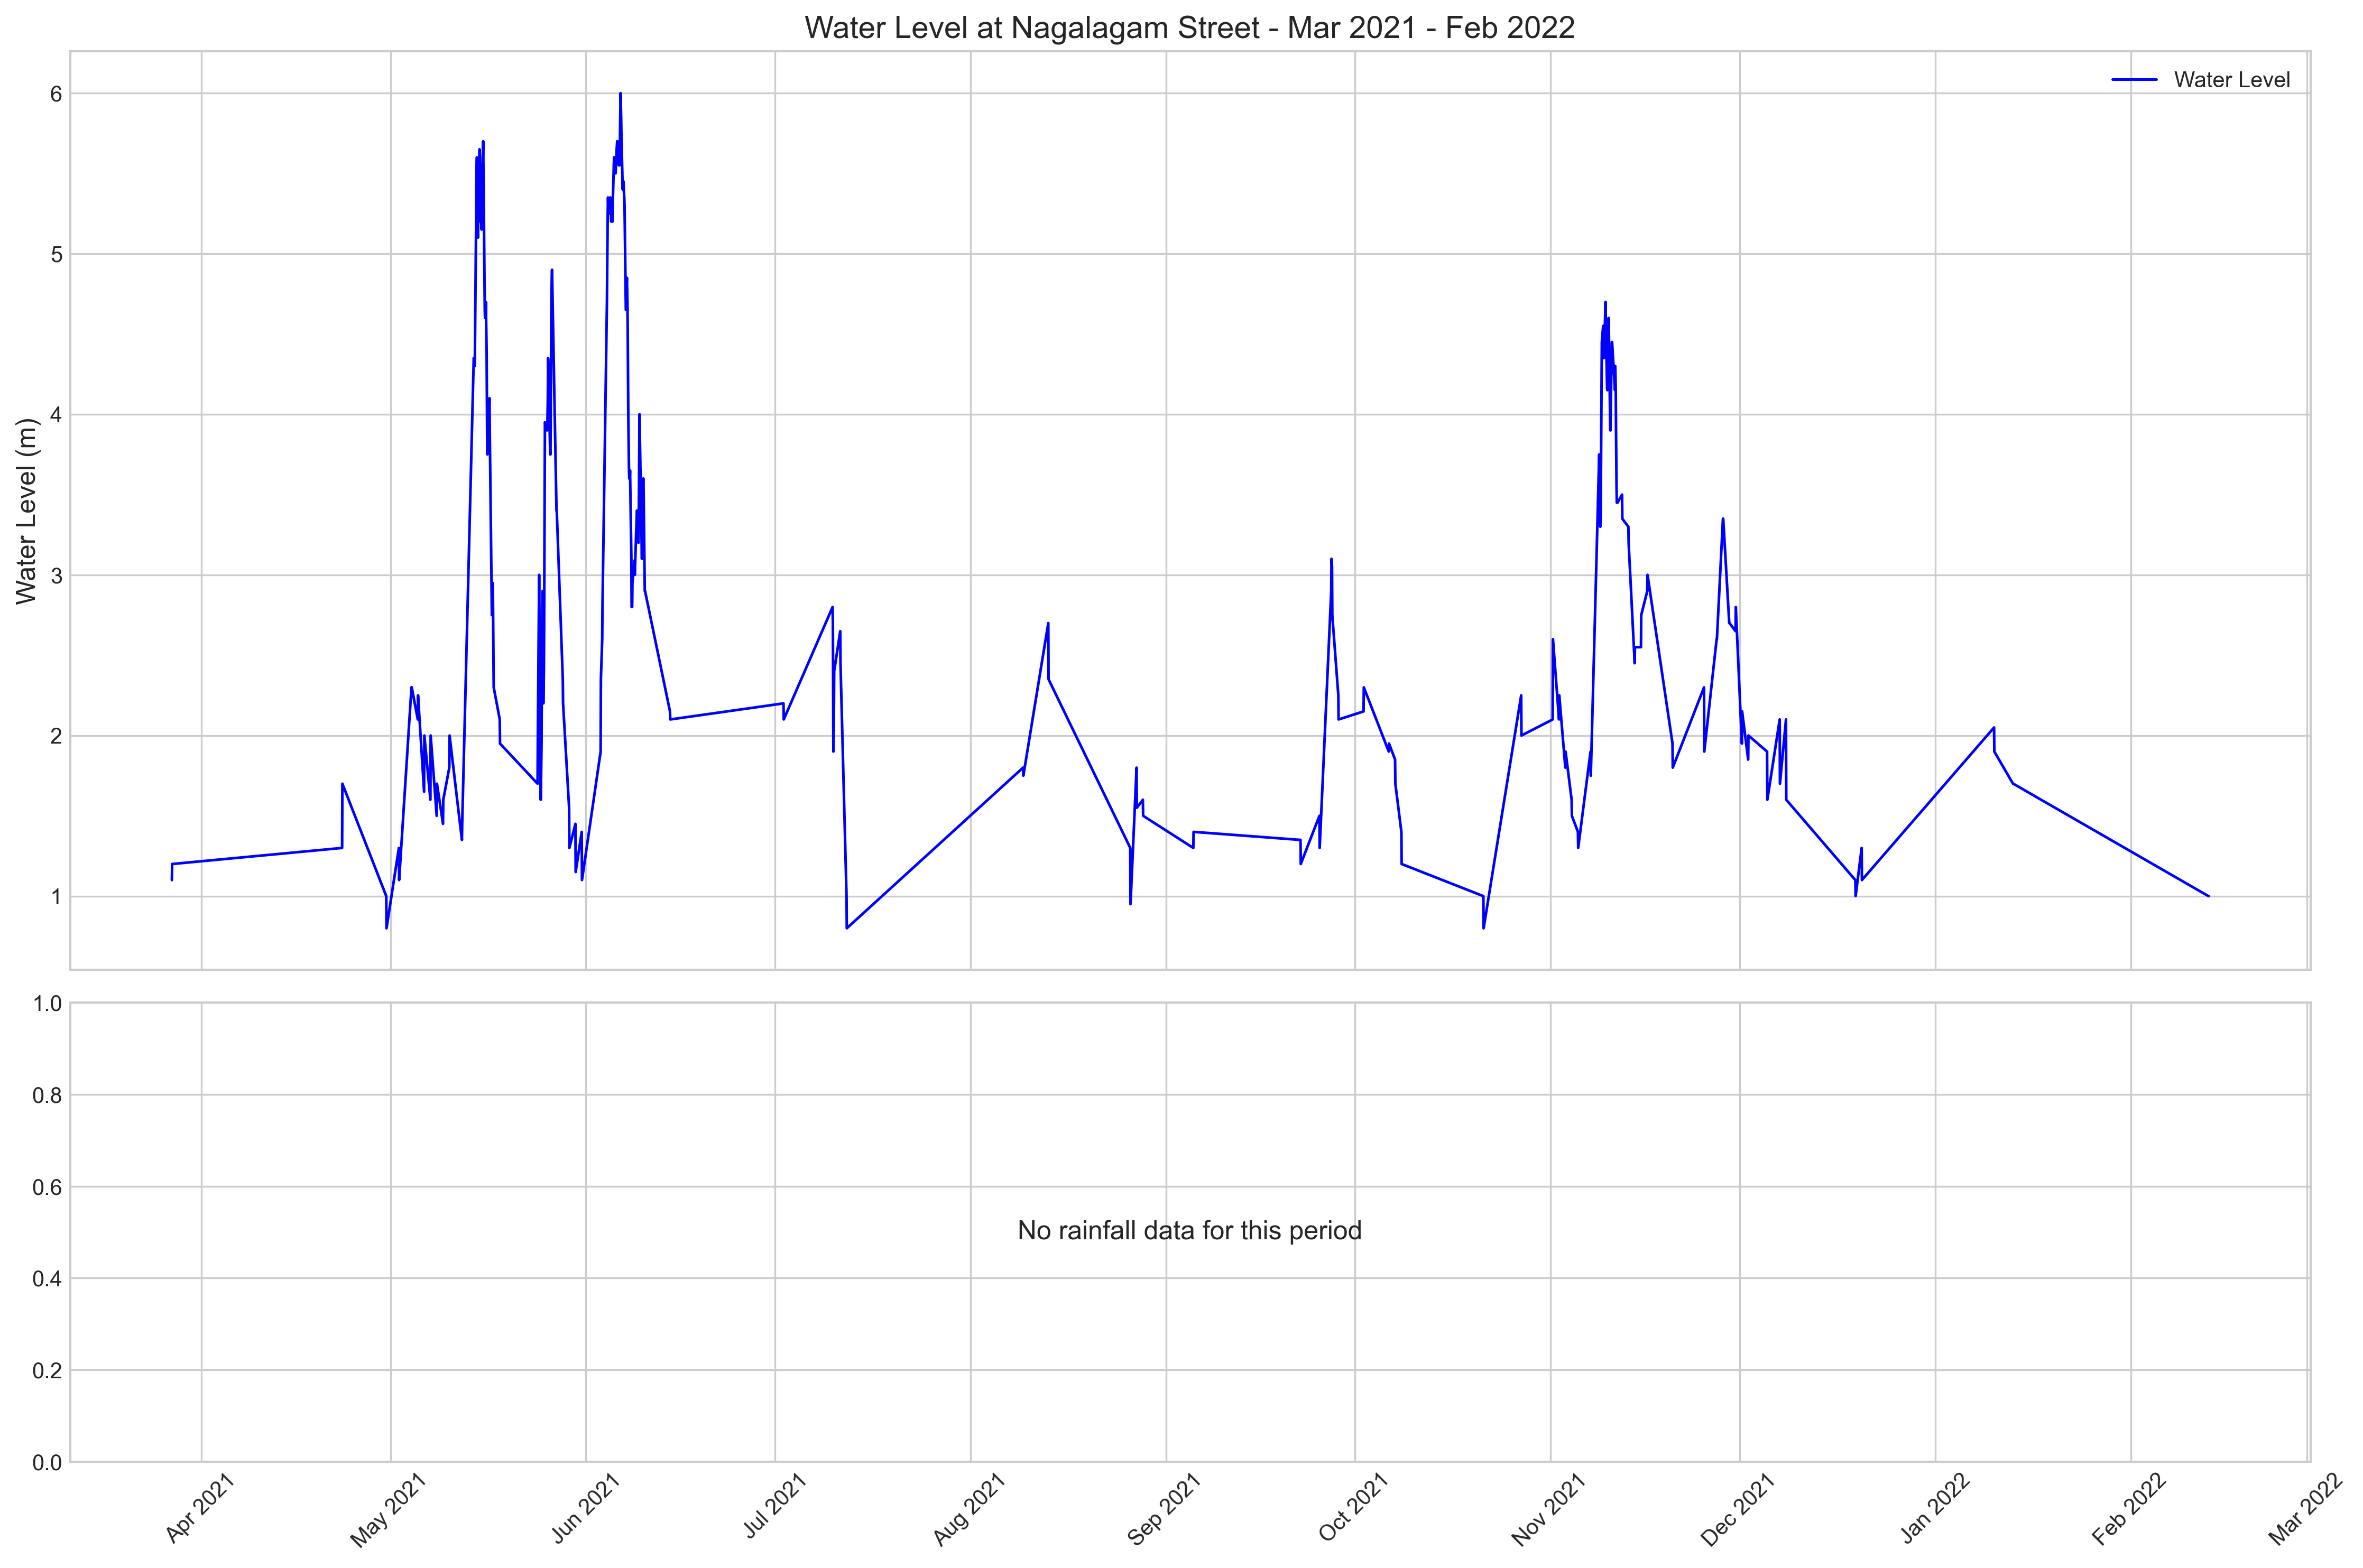 Water Level at Nagalagam Street - Mar 2021 - Feb 2022
Water Level
Water Level (m)
6
5
4
3
2
1
1.0
0.8
0.6
0.4
0.2
0.0
No rainfall data for this period
Apr 2021
May 2021
Jun 2021
Jul 2021
Aug 2021
Sep 2021
Oct 2021
Nov 2021
Dec 2021
Jan 2022
Feb 2022
Mar 2022